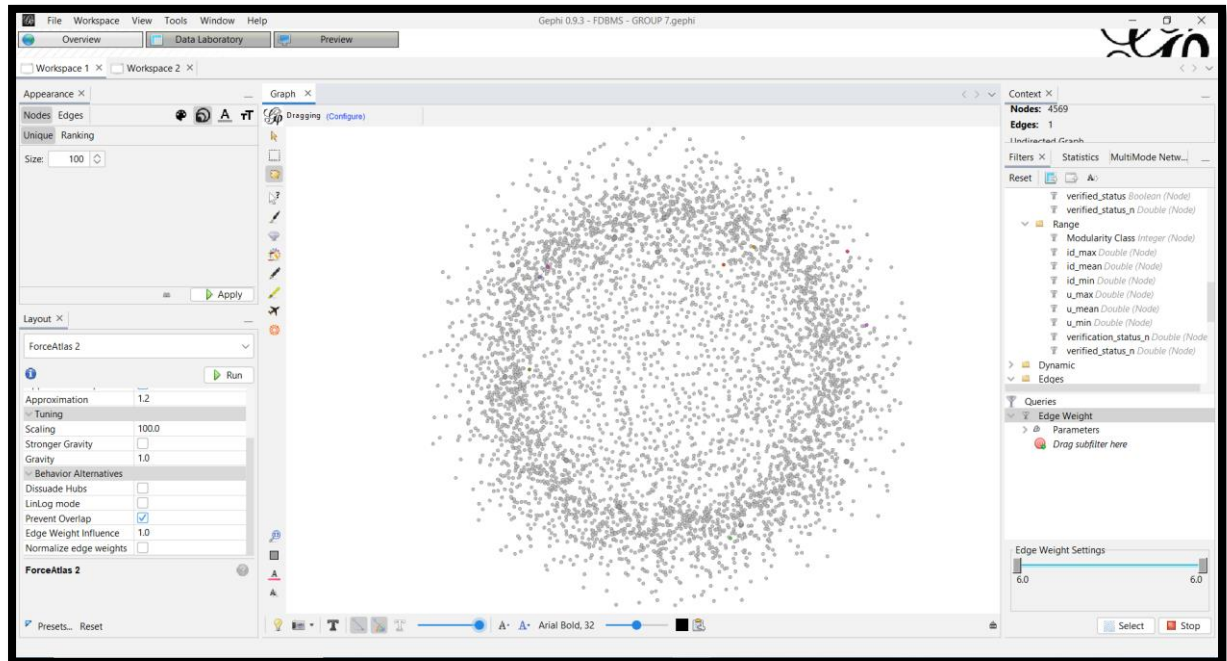 File Workspace View Tools Window Help
Gephi 0.9.3 - FDBMS - GROUP 7.gephi
Overview Data Laboratory Preview
Workspace 1 × Workspace 2 ×
Appearance ×
Nodes Edges
Unique Ranking
Size: 100
Apply
Layout ×
ForceAtlas 2
Run
Approximation 1.2
Tuning
Scaling 100.0
Stronger Gravity
Gravity 1.0
Behavior Alternatives
Dissuade Hubs
LinLog mode
Prevent Overlap
Edge Weight Influence 1.0
Normalize edge weights
ForceAtlas 2
Presets... Reset
Graph ×
Dragging (Configure)
A- A- Arial Bold, 32
Context ×
Nodes: 4569
Edges: 1
Undirected Graph
Filters × Statistics MultiMode Netw...
Reset
verified_status Boolean (Node)
verified_status_n Double (Node)
Range
Modularity Class Integer (Node)
id_max Double (Node)
id_mean Double (Node)
id_min Double (Node)
u_max Double (Node)
u_mean Double (Node)
u_min Double (Node)
verification_status_n Double (Node
verified_status_n Double (Node)
Dynamic
Edges
Queries
Edge Weight
Parameters
Drag subfilter here
Edge Weight Settings
6.0 6.0
Select Stop